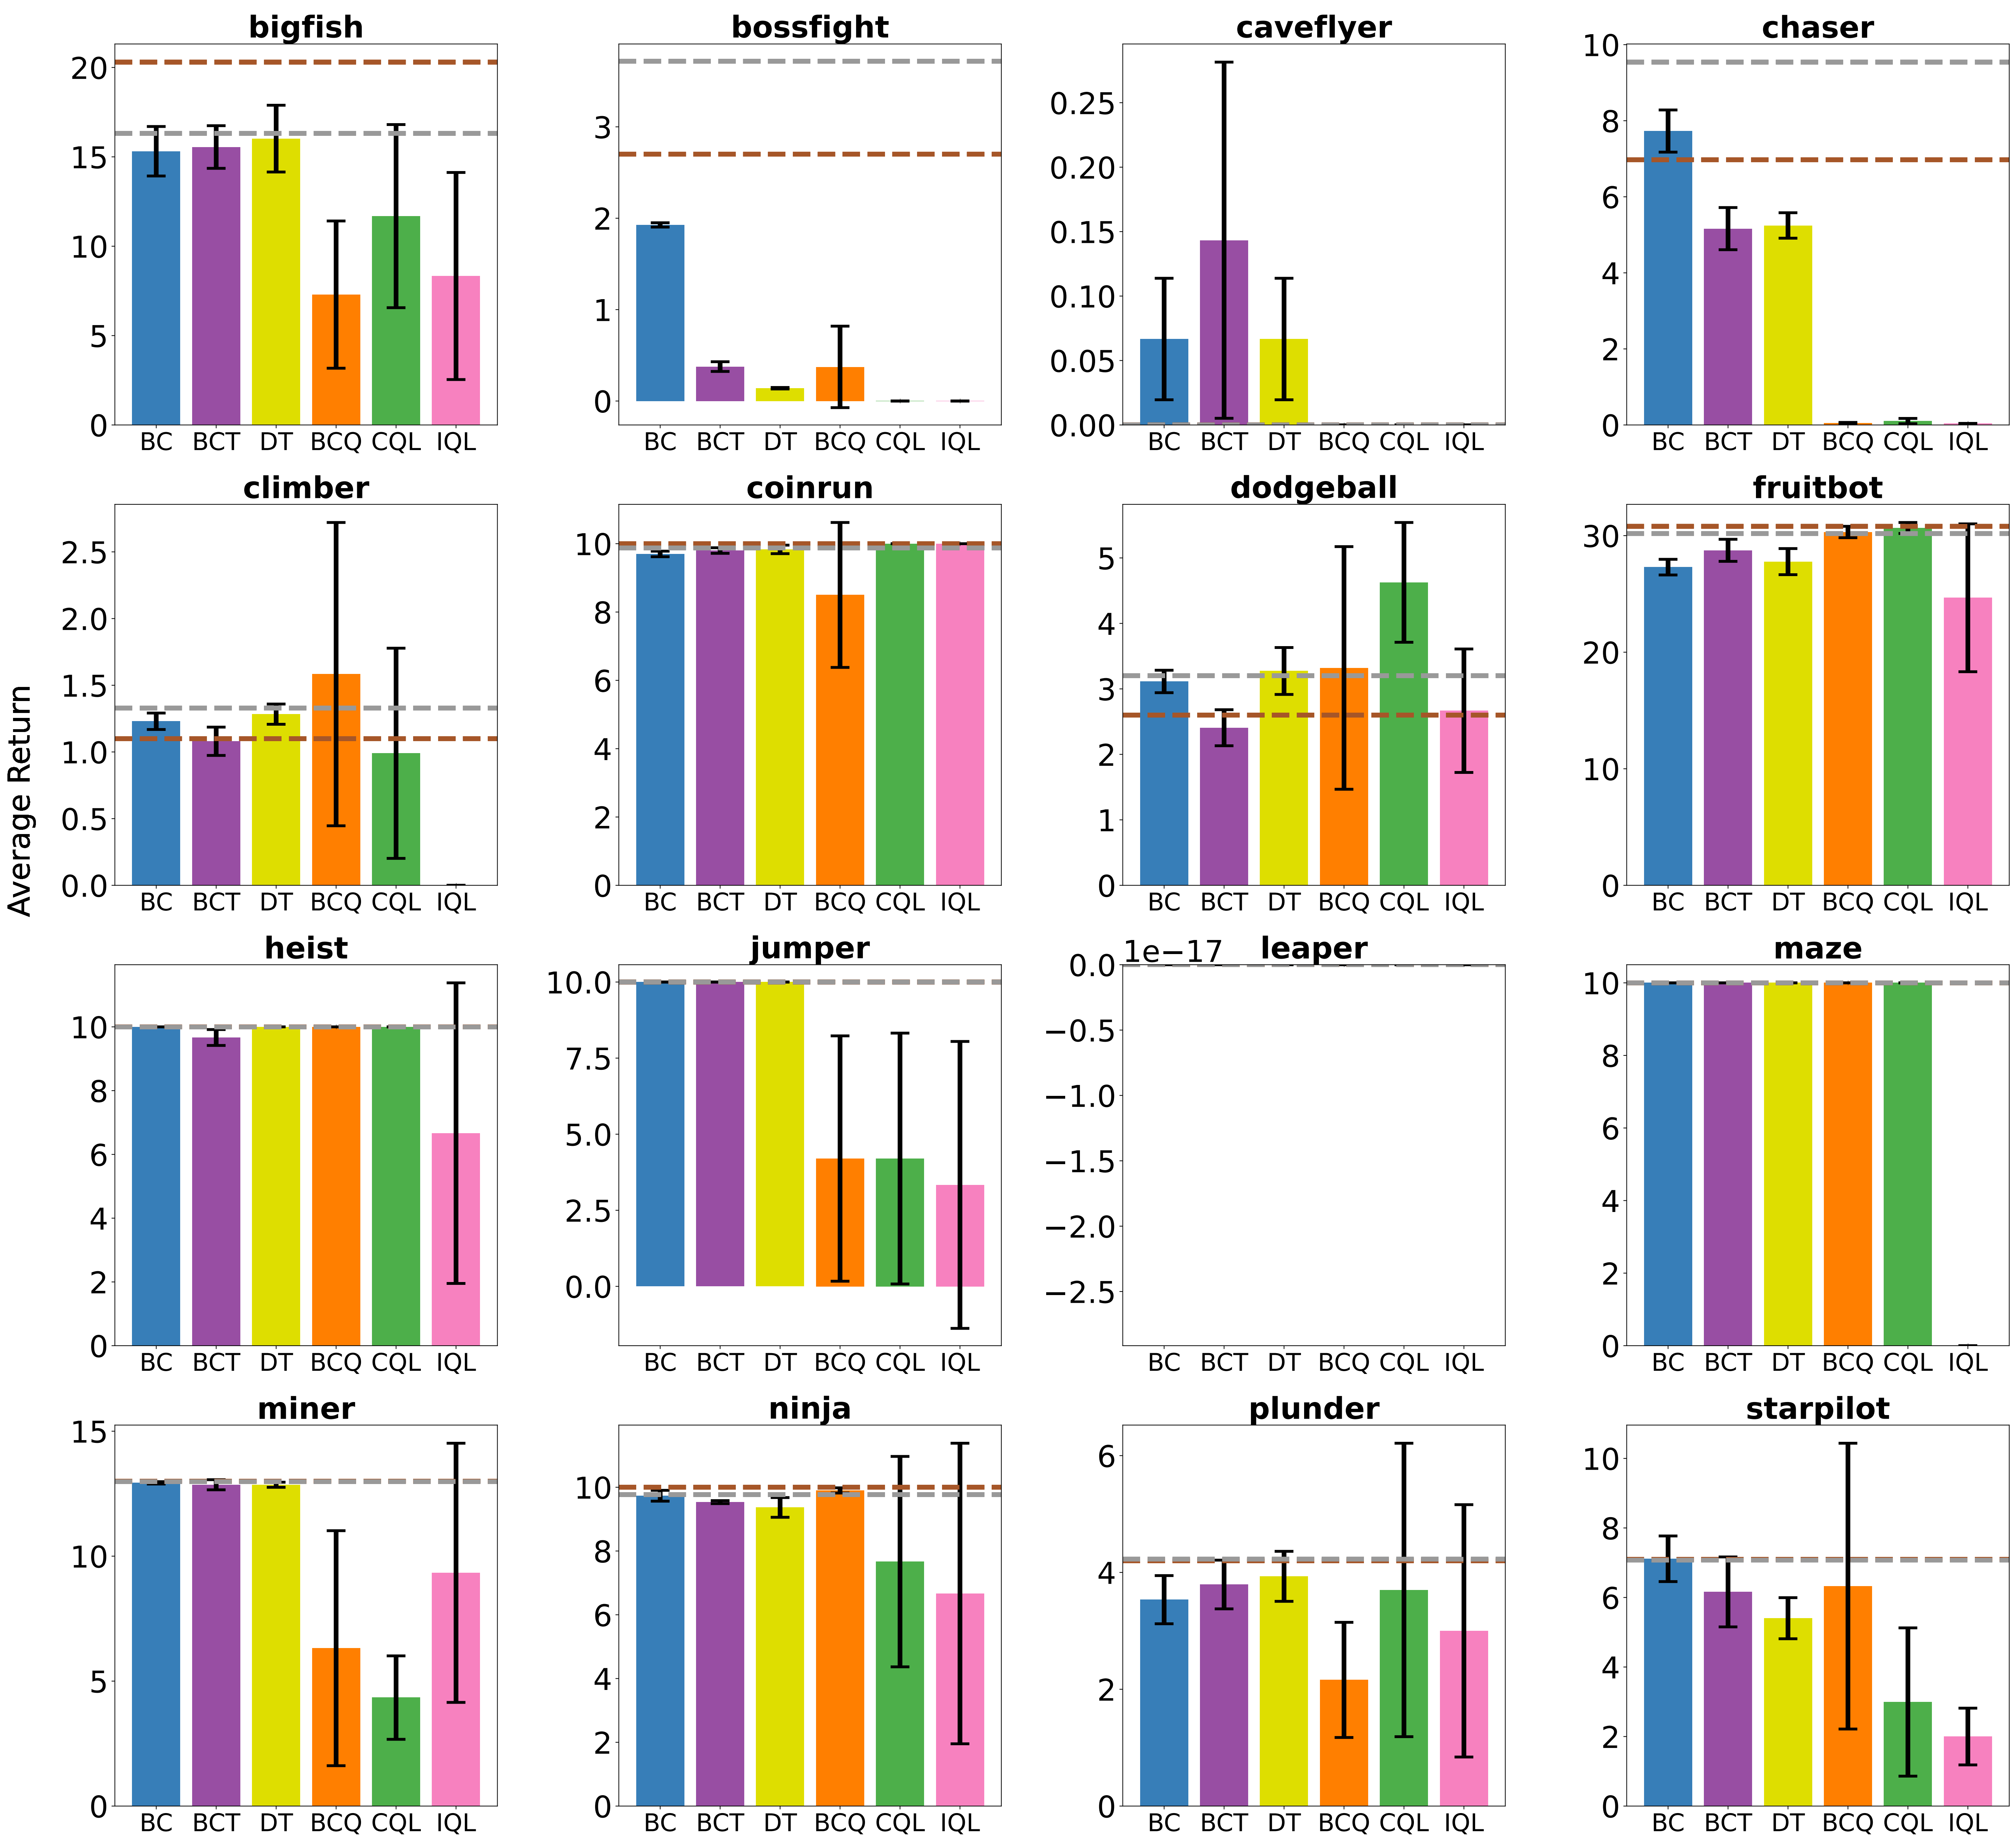 Average Return
bigfish
20
15
10
5
0
BC BCT DT BCQ CQL IQL
bossfight
3
2
1
0
BC BCT DT BCQ CQL IQL
caveflyer
0.25
0.20
0.15
0.10
0.05
0.00
BC BCT DT BCQ CQL IQL
chaser
10
8
6
4
2
0
BC BCT DT BCQ CQL IQL
climber
2.5
2.0
1.5
1.0
0.5
0.0
BC BCT DT BCQ CQL IQL
coinrun
10
8
6
4
2
0
BC BCT DT BCQ CQL IQL
dodgeball
5
4
3
2
1
0
BC BCT DT BCQ CQL IQL
fruitbot
30
20
10
0
BC BCT DT BCQ CQL IQL
heist
10
8
6
4
2
0
BC BCT DT BCQ CQL IQL
jumper
10.0
7.5
5.0
2.5
0.0
BC BCT DT BCQ CQL IQL
1e−17 leaper
0.0
−0.5
−1.0
−1.5
−2.0
−2.5
BC BCT DT BCQ CQL IQL
maze
10
8
6
4
2
0
BC BCT DT BCQ CQL IQL
miner
15
10
5
0
BC BCT DT BCQ CQL IQL
ninja
10
8
6
4
2
0
BC BCT DT BCQ CQL IQL
plunder
6
4
2
0
BC BCT DT BCQ CQL IQL
starpilot
10
8
6
4
2
0
BC BCT DT BCQ CQL IQL